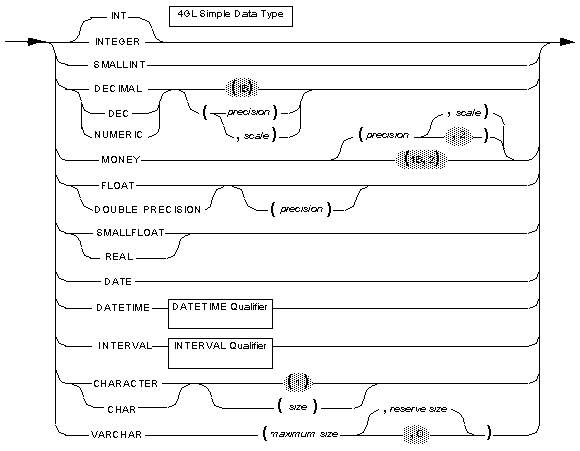 INT
4GL Simple Data Type
INTEGER
SMALLINT
DECIMAL (16)
DEC ( precision
NUMERIC , scale )
, scale )
MONEY ( precision , 2 )
(16, 2)
FLOAT
DOUBLE PRECISION ( precision )
SMALLFLOAT
REAL
DATE
DATETIME DATETIME Qualifier
INTERVAL INTERVAL Qualifier
CHARACTER (1)
CHAR ( size )
, reserve size
VARCHAR ( maximum size , 0 )